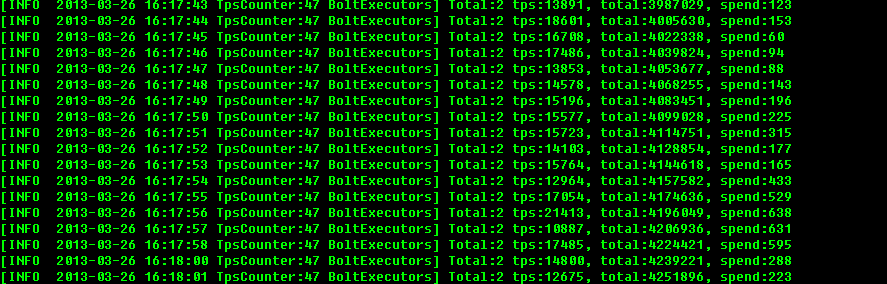 [INFO 2013-03-26 16:17:43 TpsCounter:47 BoltExecutors] Total:2 tps:13891, total:3987029, spend:123
[INFO 2013-03-26 16:17:44 TpsCounter:47 BoltExecutors] Total:2 tps:18601, total:4005630, spend:153
[INFO 2013-03-26 16:17:45 TpsCounter:47 BoltExecutors] Total:2 tps:16708, total:4022338, spend:60
[INFO 2013-03-26 16:17:46 TpsCounter:47 BoltExecutors] Total:2 tps:17486, total:4039824, spend:94
[INFO 2013-03-26 16:17:47 TpsCounter:47 BoltExecutors] Total:2 tps:13853, total:4053677, spend:88
[INFO 2013-03-26 16:17:48 TpsCounter:47 BoltExecutors] Total:2 tps:14578, total:4068255, spend:143
[INFO 2013-03-26 16:17:49 TpsCounter:47 BoltExecutors] Total:2 tps:15196, total:4083451, spend:196
[INFO 2013-03-26 16:17:50 TpsCounter:47 BoltExecutors] Total:2 tps:15577, total:4099028, spend:225
[INFO 2013-03-26 16:17:51 TpsCounter:47 BoltExecutors] Total:2 tps:15723, total:4114751, spend:315
[INFO 2013-03-26 16:17:52 TpsCounter:47 BoltExecutors] Total:2 tps:14103, total:4128854, spend:177
[INFO 2013-03-26 16:17:53 TpsCounter:47 BoltExecutors] Total:2 tps:15764, total:4144618, spend:165
[INFO 2013-03-26 16:17:54 TpsCounter:47 BoltExecutors] Total:2 tps:12964, total:4157582, spend:433
[INFO 2013-03-26 16:17:55 TpsCounter:47 BoltExecutors] Total:2 tps:17054, total:4174636, spend:529
[INFO 2013-03-26 16:17:56 TpsCounter:47 BoltExecutors] Total:2 tps:21413, total:4196049, spend:638
[INFO 2013-03-26 16:17:57 TpsCounter:47 BoltExecutors] Total:2 tps:10887, total:4206936, spend:631
[INFO 2013-03-26 16:17:58 TpsCounter:47 BoltExecutors] Total:2 tps:17485, total:4224421, spend:595
[INFO 2013-03-26 16:18:00 TpsCounter:47 BoltExecutors] Total:2 tps:14800, total:4239221, spend:288
[INFO 2013-03-26 16:18:01 TpsCounter:47 BoltExecutors] Total:2 tps:12675, total:4251896, spend:223